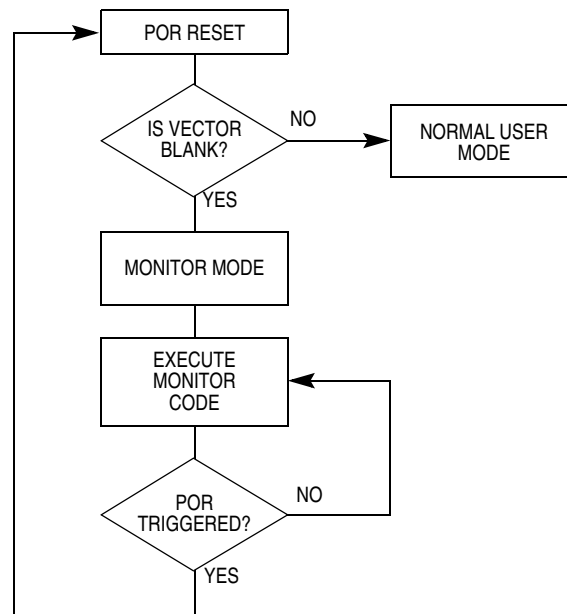 POR RESET
IS VECTOR
BLANK?
NO
NORMAL USER
MODE
YES
MONITOR MODE
EXECUTE
MONITOR
CODE
POR
TRIGGERED?
NO
YES